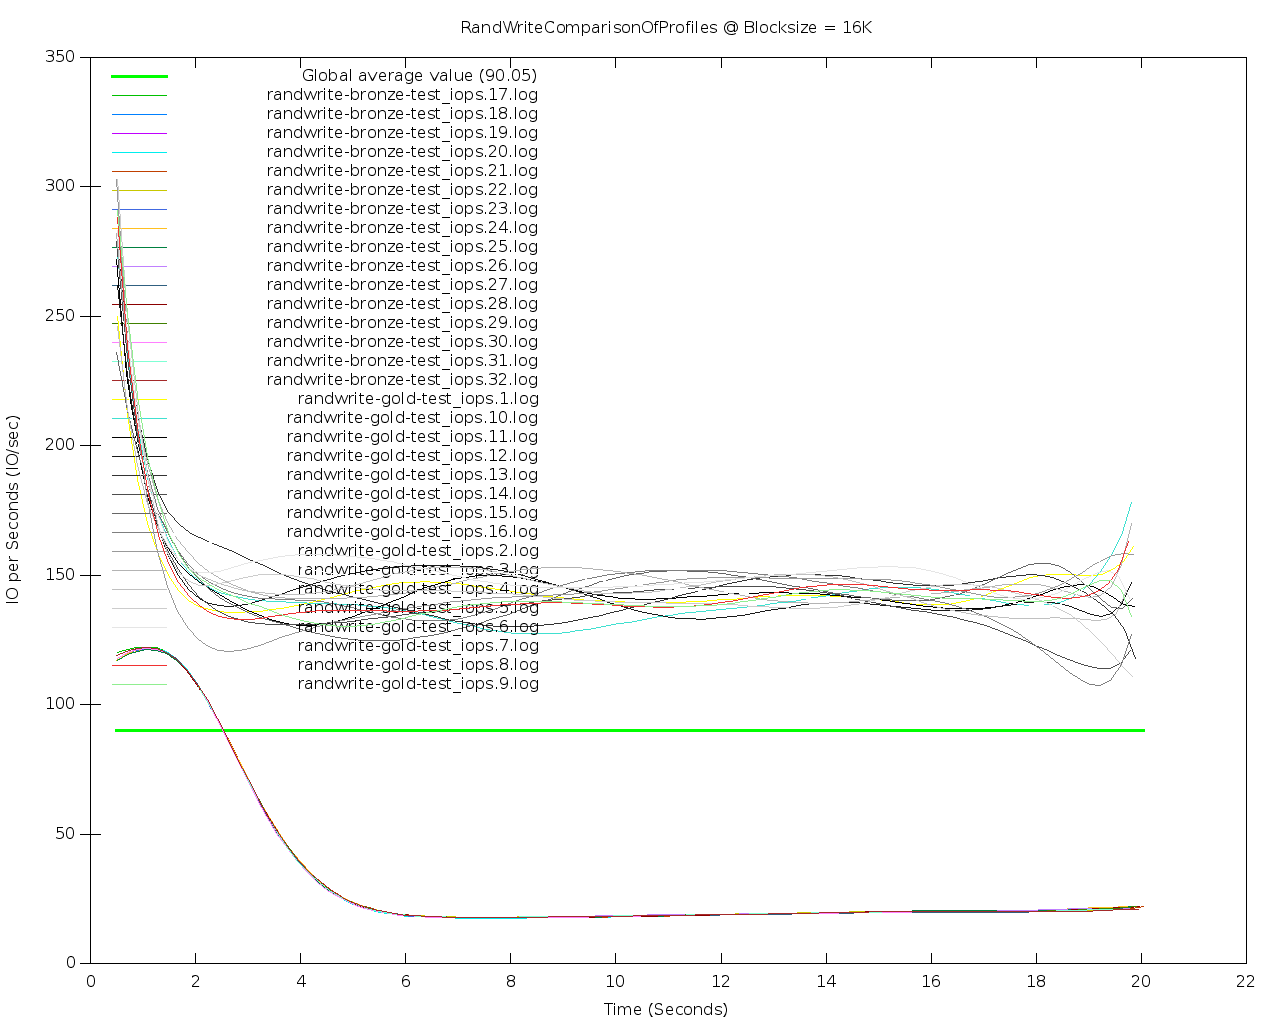 RandWriteComparisonOfProfiles @ Blocksize = 16K
350
300
250
200
150
100
50
0
IO per Seconds (IO/sec)
Global average value (90.05)
randwrite-bronze-test_iops.17.log
randwrite-bronze-test_iops.18.log
randwrite-bronze-test_iops.19.log
randwrite-bronze-test_iops.20.log
randwrite-bronze-test_iops.21.log
randwrite-bronze-test_iops.22.log
randwrite-bronze-test_iops.23.log
randwrite-bronze-test_iops.24.log
randwrite-bronze-test_iops.25.log
randwrite-bronze-test_iops.26.log
randwrite-bronze-test_iops.27.log
randwrite-bronze-test_iops.28.log
randwrite-bronze-test_iops.29.log
randwrite-bronze-test_iops.30.log
randwrite-bronze-test_iops.31.log
randwrite-bronze-test_iops.32.log
randwrite-gold-test_iops.1.log
randwrite-gold-test_iops.10.log
randwrite-gold-test_iops.11.log
randwrite-gold-test_iops.12.log
randwrite-gold-test_iops.13.log
randwrite-gold-test_iops.14.log
randwrite-gold-test_iops.15.log
randwrite-gold-test_iops.16.log
randwrite-gold-test_iops.2.log
randwrite-gold-test_iops.3.log
randwrite-gold-test_iops.4.log
randwrite-gold-test_iops.5.log
randwrite-gold-test_iops.6.log
randwrite-gold-test_iops.7.log
randwrite-gold-test_iops.8.log
randwrite-gold-test_iops.9.log
0 2 4 6 8 10 12 14 16 18 20 22
Time (Seconds)